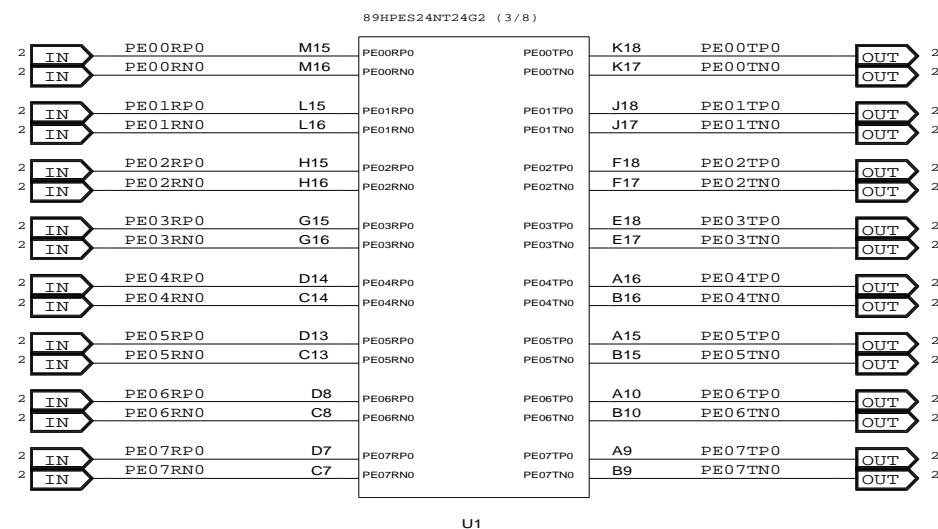 89HPES24NT24G2 (3/8)
2 IN PE00RP0 M15 PE00RP0 PE00TP0 K18 PE00TP0 OUT 2
2 IN PE00RN0 M16 PE00RN0 PE00TN0 K17 PE00TN0 OUT 2
2 IN PE01RP0 L15 PE01RP0 PE01TP0 J18 PE01TP0 OUT 2
2 IN PE01RN0 L16 PE01RN0 PE01TN0 J17 PE01TN0 OUT 2
2 IN PE02RP0 H15 PE02RP0 PE02TP0 F18 PE02TP0 OUT 2
2 IN PE02RN0 H16 PE02RN0 PE02TN0 F17 PE02TN0 OUT 2
2 IN PE03RP0 G15 PE03RP0 PE03TP0 E18 PE03TP0 OUT 2
2 IN PE03RN0 G16 PE03RN0 PE03TN0 E17 PE03TN0 OUT 2
2 IN PE04RP0 D14 PE04RP0 PE04TP0 A16 PE04TP0 OUT 2
2 IN PE04RN0 C14 PE04RN0 PE04TN0 B16 PE04TN0 OUT 2
2 IN PE05RP0 D13 PE05RP0 PE05TP0 A15 PE05TP0 OUT 2
2 IN PE05RN0 C13 PE05RN0 PE05TN0 B15 PE05TN0 OUT 2
2 IN PE06RP0 D8 PE06RP0 PE06TP0 A10 PE06TP0 OUT 2
2 IN PE06RN0 C8 PE06RN0 PE06TN0 B10 PE06TN0 OUT 2
2 IN PE07RP0 D7 PE07RP0 PE07TP0 A9 PE07TP0 OUT 2
2 IN PE07RN0 C7 PE07RN0 PE07TN0 B9 PE07TN0 OUT 2
U1